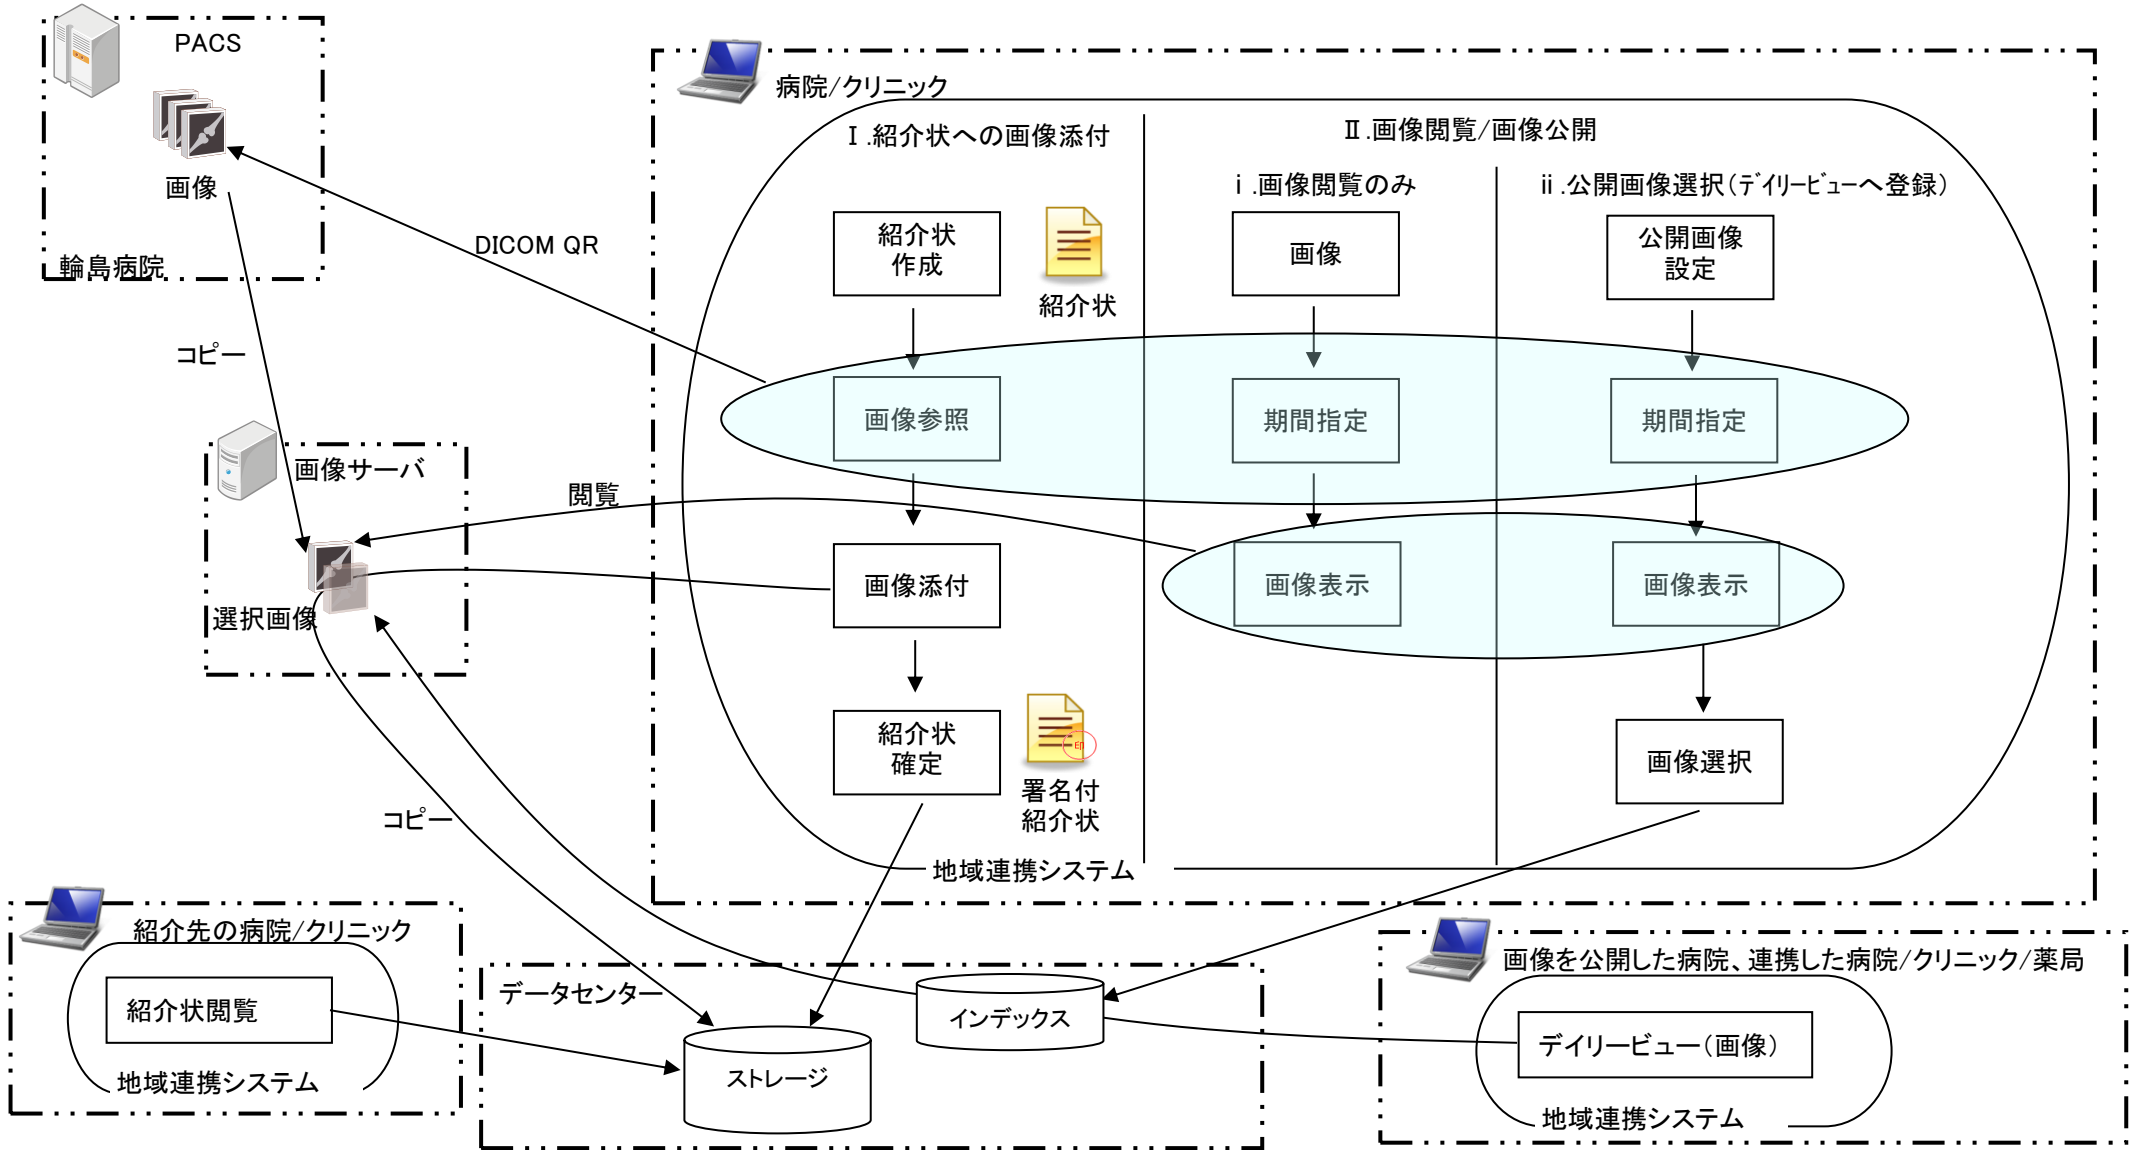 PACS
画像
輪島病院
DICOM QR
コピー
画像サーバ
選択画像
閲覧
コピー
病院/クリニック
Ⅰ.紹介状への画像添付
Ⅱ.画像閲覧/画像公開
ⅰ.画像閲覧のみ
ⅱ.公開画像選択(ﾃﾞｲﾘｰﾋﾞｭｰへ登録)
紹介状
作成
紹介状
画像
公開画像
設定
画像参照
期間指定
期間指定
画像添付
画像表示
画像表示
紹介状
確定
印
署名付
紹介状
画像選択
地域連携システム
紹介先の病院/クリニック
紹介状閲覧
地域連携システム
データセンター
ストレージ
インデックス
画像を公開した病院、連携した病院/クリニック/薬局
デイリービュー(画像)
地域連携システム